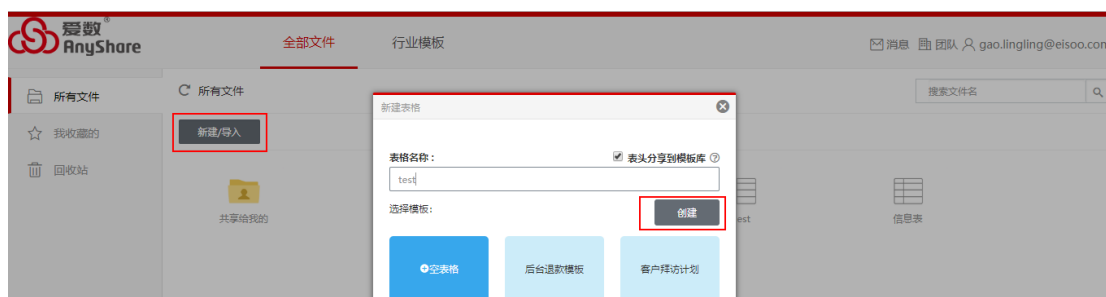 爱数®
AnyShare
全部文件
行业模板
消息 团队 gao.lingling@eisoo.com
所有文件
我收藏的
回收站
所有文件
搜索文件名
新建/导入
共享给我的
est
信息表
新建表格
表格名称：
表头分享到模板库 ?
test
选择模板:
创建
空表格
后台退款模板
客户拜访计划